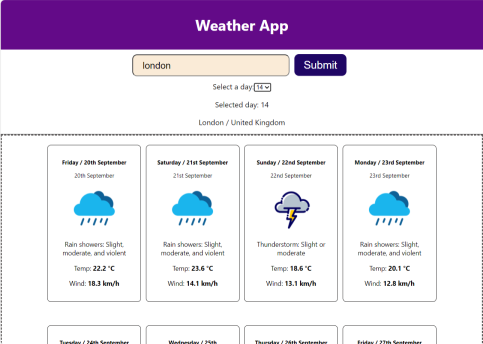 Weather App
london
Submit
Select a day: 14
Selected day: 14
London / United Kingdom
Friday / 20th September
20th September
Rain showers: Slight,
moderate, and violent
Temp: 22.2 °C
Wind: 18.3 km/h
Saturday / 21st September
21st September
Rain showers: Slight,
moderate, and violent
Temp: 23.6 °C
Wind: 14.1 km/h
Sunday / 22nd September
22nd September
Thunderstorm: Slight or
moderate
Temp: 18.6 °C
Wind: 13.1 km/h
Monday / 23rd September
23rd September
Rain showers: Slight,
moderate, and violent
Temp: 20.1 °C
Wind: 12.8 km/h
Tuesday / 24th September
Wednesday / 25th
Thursday / 26th September
Friday / 27th September